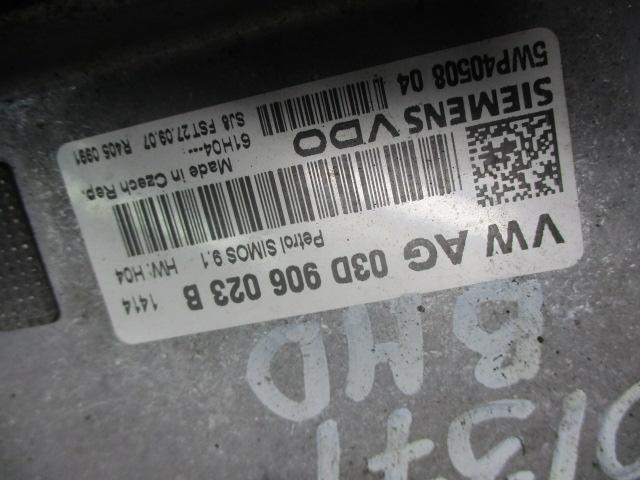 5WP40508 04
SIEMENS VDO
SJ8 FST 27.09.07 R405 0991
61H04---:
Made in Czech Rep.
VW AG 03D 906 023 B
Petrol SIMOS 9.1
HW: H04 1414
BMD